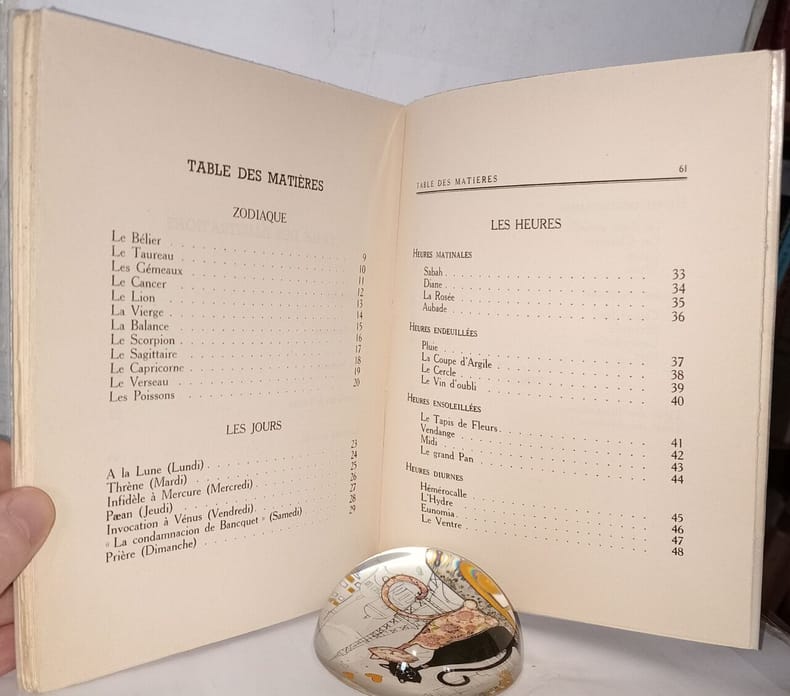 TABLE DES MATIÈRES
ZODIAQUE
Le Bélier . . . 9
Le Taureau . . . 10
Les Gémeaux . . . 11
Le Cancer . . . 12
Le Lion . . . 13
La Vierge . . . 14
La Balance . . . 15
Le Scorpion . . . 16
Le Sagittaire . . . 17
Le Capricorne . . . 18
Le Verseau . . . 19
Les Poissons . . . 20
LES JOURS
A la Lune (Lundi) . . . 23
Thrène (Mardi) . . . 24
Infidèle à Mercure (Mercredi) . . . 25
Pæan (Jeudi) . . . 26
Invocation à Vénus (Vendredi) . . . 27
« La condamnacion de Bancquet » (Samedi) . . . 28
Prière (Dimanche) . . . 29
TABLE DES MATIERES 61
LES HEURES
HEURES MATINALES
Sabah . . . 33
Diane . . . 34
La Rosée . . . 35
Aubade . . . 36
HEURES ENDEUILLÉES
Pluie . . . 37
La Coupe d'Argile . . . 38
Le Cercle . . . 39
Le Vin d'oubli . . . 40
HEURES ENSOLEILLÉES
Le Tapis de Fleurs . . . 41
Vendange . . . 42
Midi . . . 43
Le grand Pan . . . 44
HEURES DIURNES
Hémérocalle . . . 45
L'Hydre . . . 46
Eunomia . . . 47
Le Ventre . . . 48